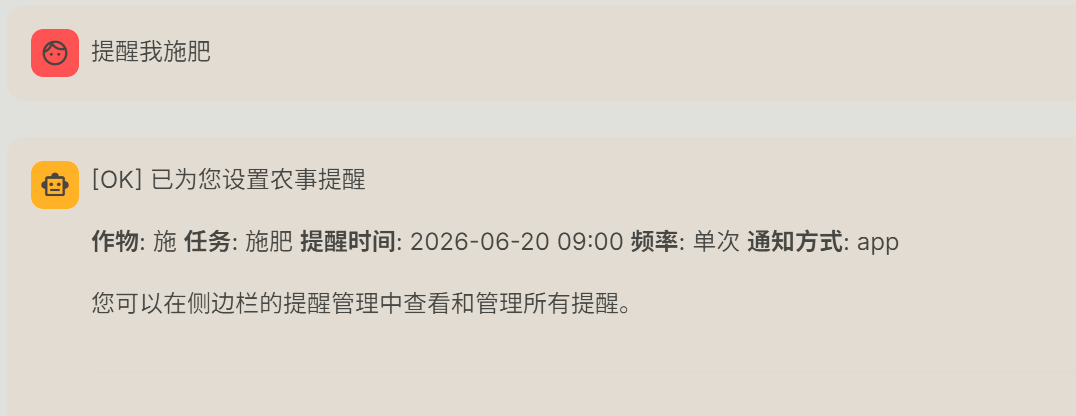 提醒我施肥
[OK] 已为您设置农事提醒
作物: 施 任务: 施肥 提醒时间: 2026-06-20 09:00 频率: 单次 通知方式: app
您可以在侧边栏的提醒管理中查看和管理所有提醒。